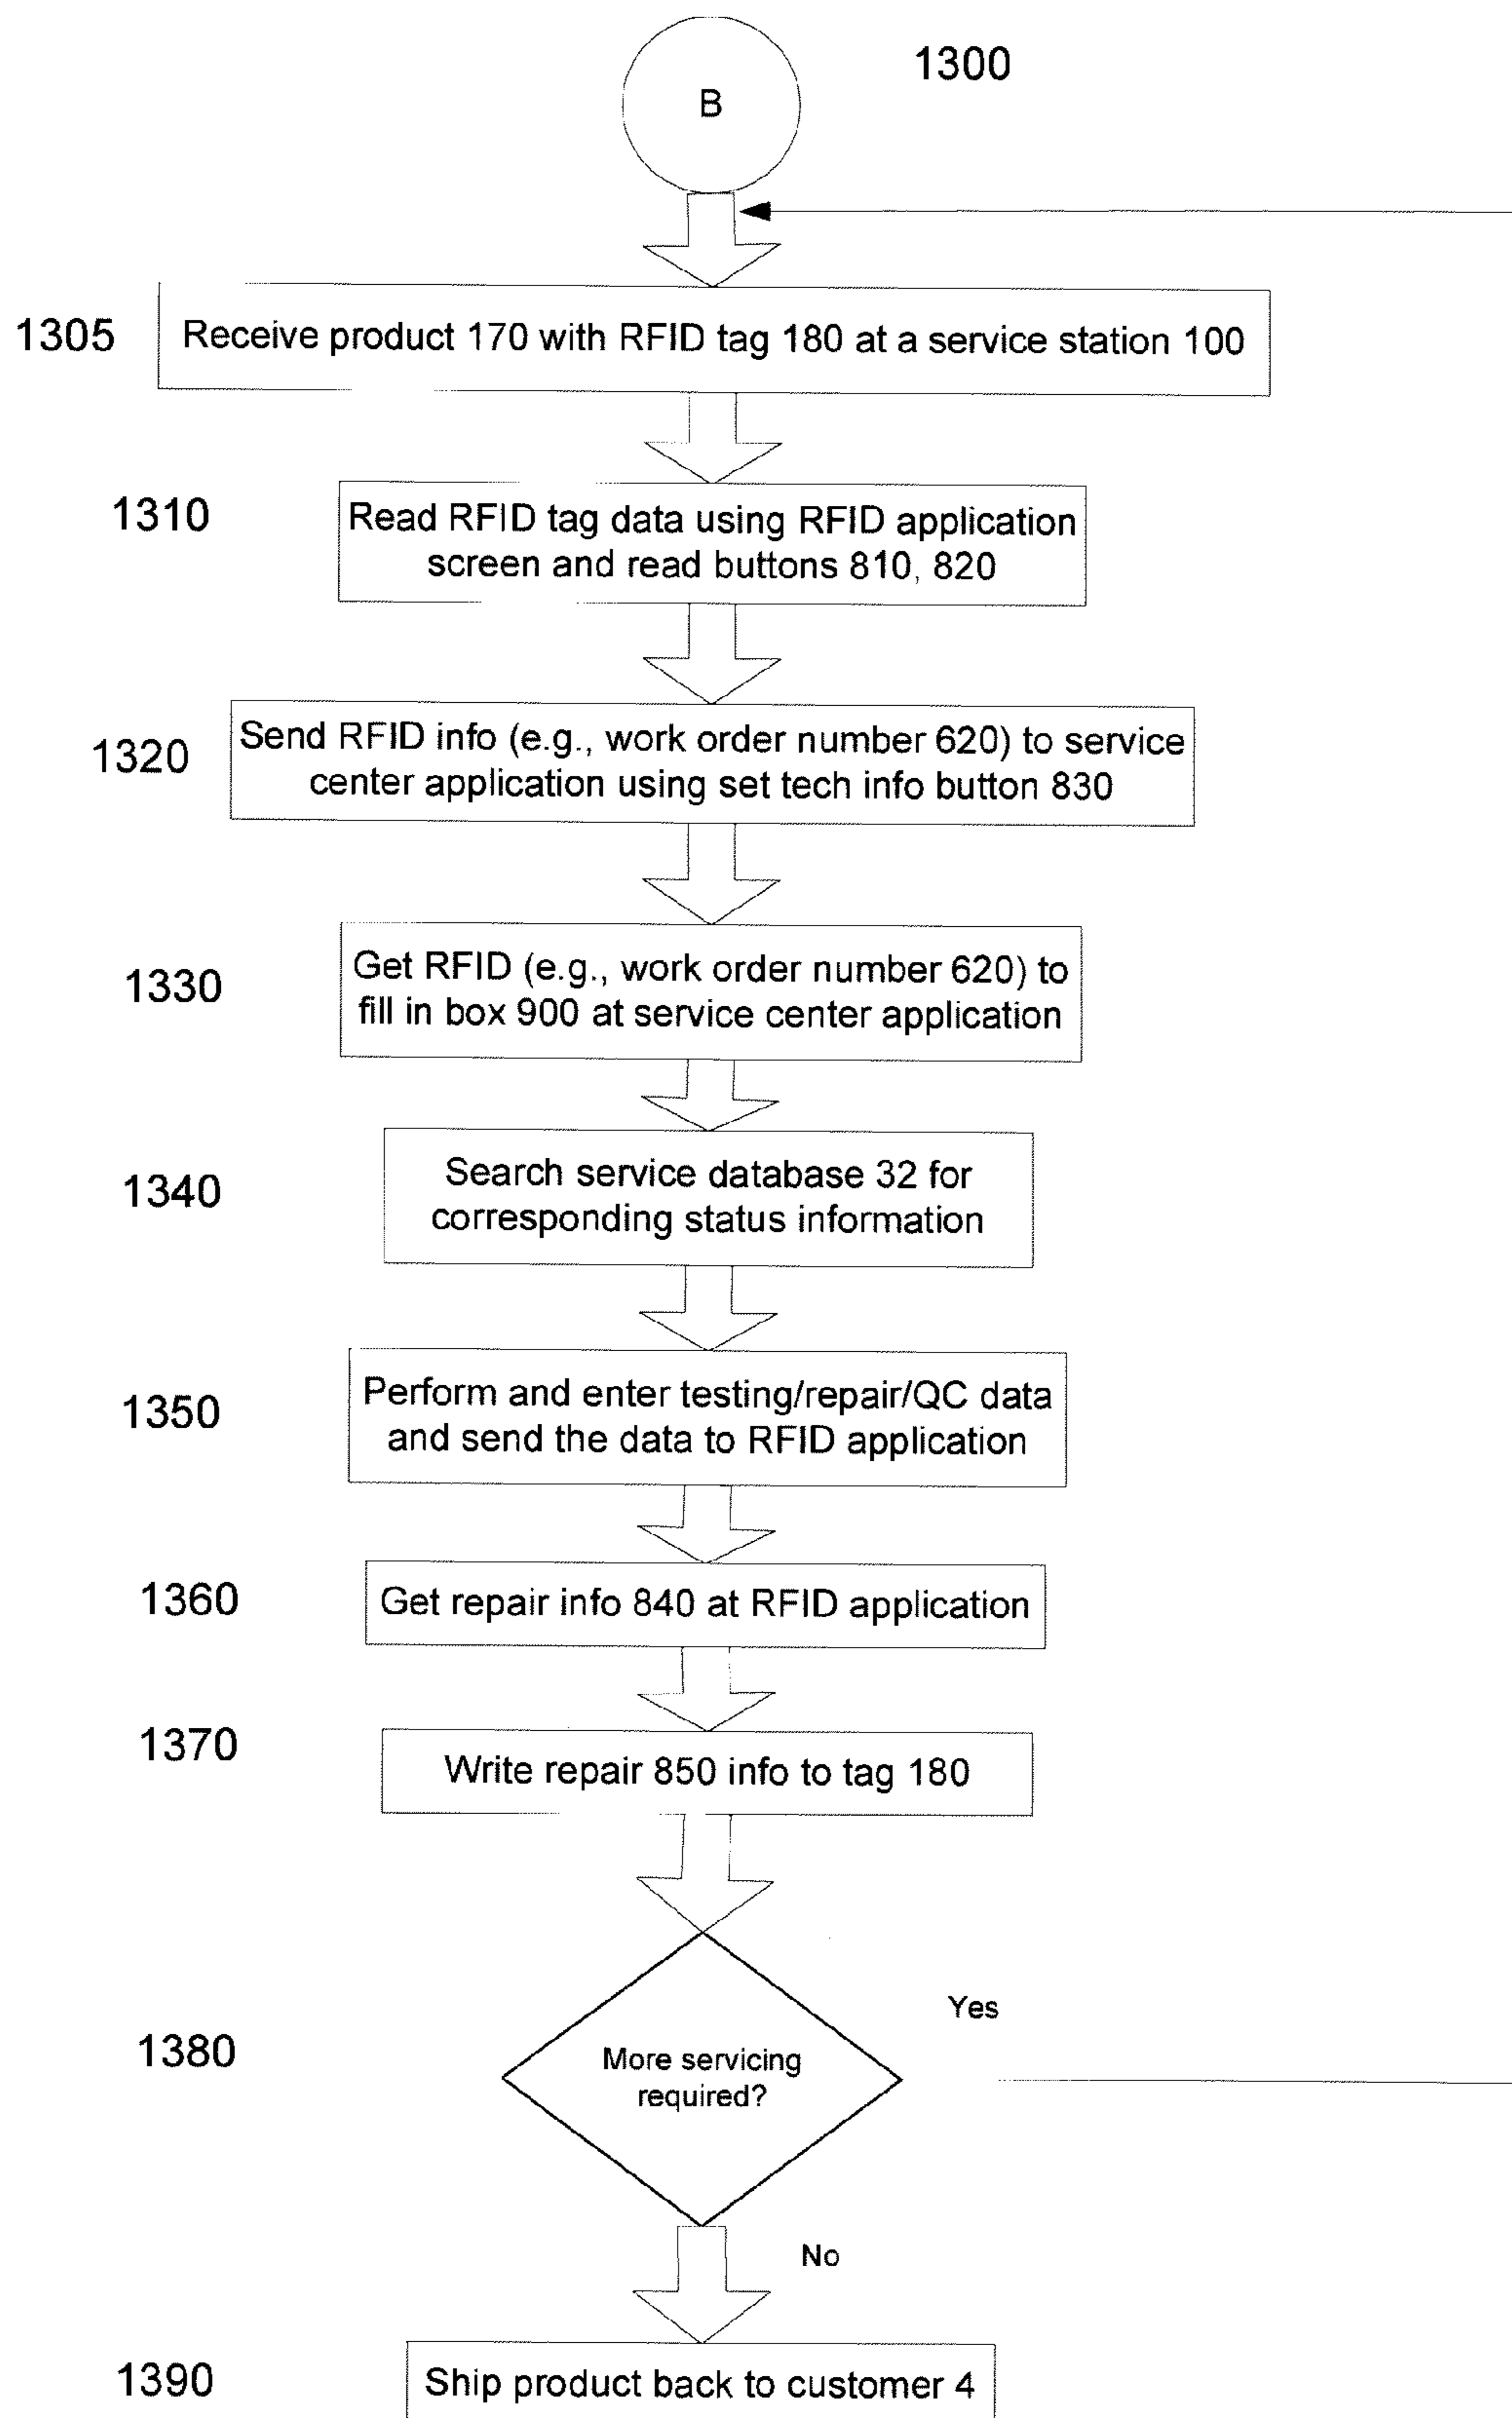 1300
B
1305
Receive product 170 with RFID tag 180 at a service station 100
1310
Read RFID tag data using RFID application
screen and read buttons 810, 820
1320
Send RFID info (e.g., work order number 620) to service
center application using set tech info button 830
1330
Get RFID (e.g., work order number 620) to
fill in box 900 at service center application
1340
Search service database 32 for
corresponding status information
1350
Perform and enter testing/repair/QC data
and send the data to RFID application
1360
Get repair info 840 at RFID application
1370
Write repair 850 info to tag 180
Yes
1380
More servicing
required?
No
1390
Ship product back to customer 4